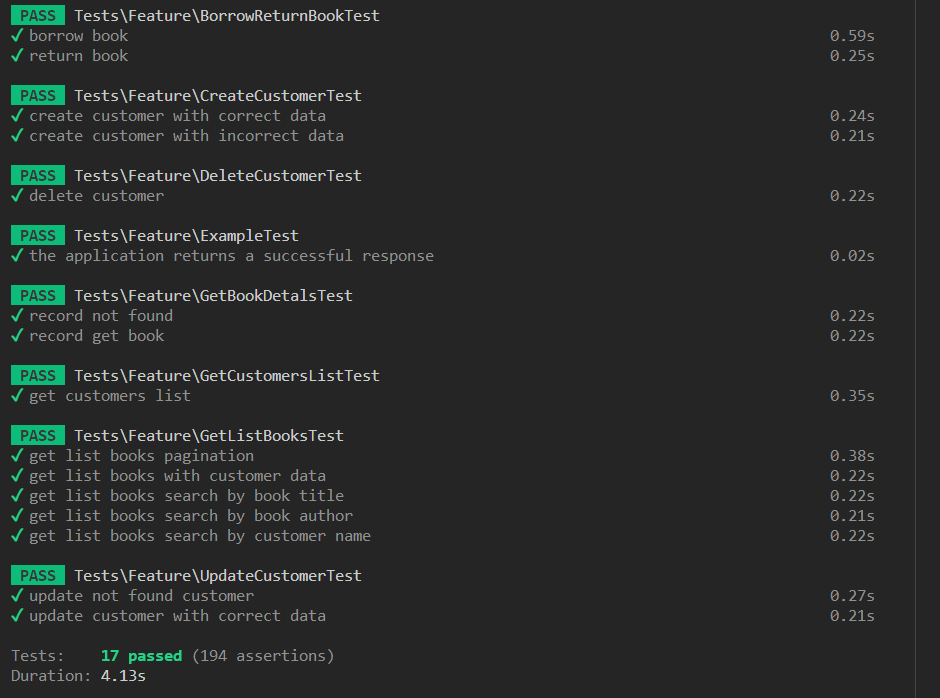 PASS Tests\Feature\BorrowReturnBookTest
✓ borrow book 0.59s
✓ return book 0.25s
PASS Tests\Feature\CreateCustomerTest
✓ create customer with correct data 0.24s
✓ create customer with incorrect data 0.21s
PASS Tests\Feature\DeleteCustomerTest
✓ delete customer 0.22s
PASS Tests\Feature\ExampleTest
✓ the application returns a successful response 0.02s
PASS Tests\Feature\GetBookDetalsTest
✓ record not found 0.22s
✓ record get book 0.22s
PASS Tests\Feature\GetCustomersListTest
✓ get customers list 0.35s
PASS Tests\Feature\GetListBooksTest
✓ get list books pagination 0.38s
✓ get list books with customer data 0.22s
✓ get list books search by book title 0.22s
✓ get list books search by book author 0.21s
✓ get list books search by customer name 0.22s
PASS Tests\Feature\UpdateCustomerTest
✓ update not found customer 0.27s
✓ update customer with correct data 0.21s
Tests: 17 passed (194 assertions)
Duration: 4.13s